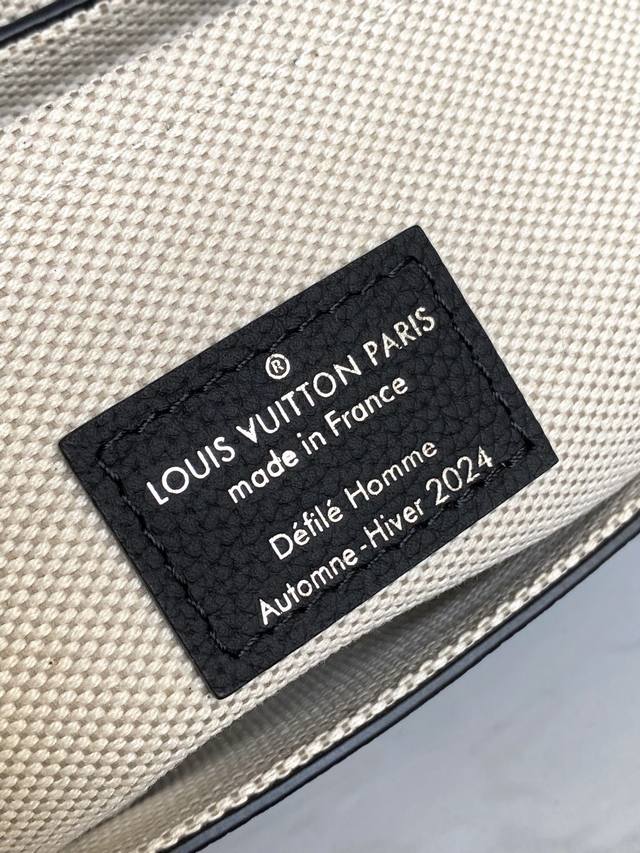 ®
LOUIS VUITTON PARIS
made in France
Défilé Homme
Automne-Hiver 2024